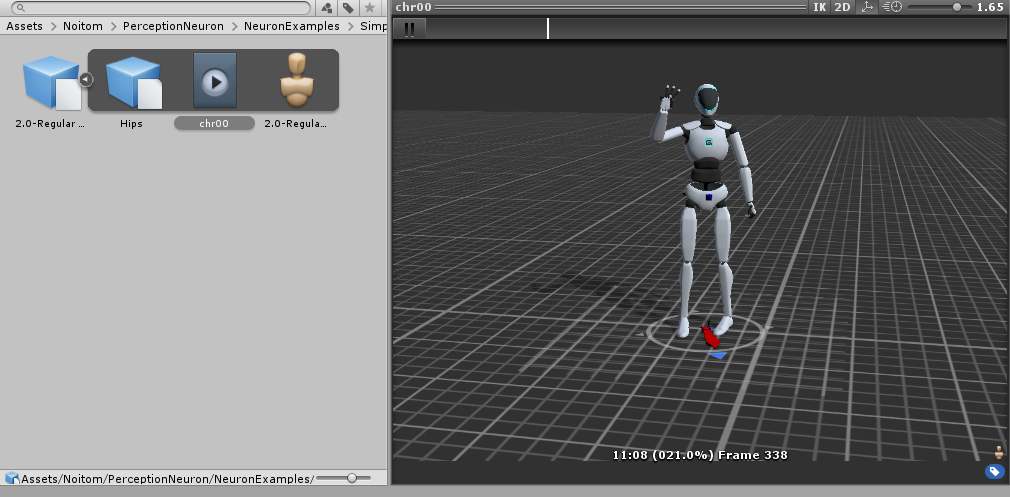 chr00
IK 2D 1.65
Assets > Noitom > PerceptionNeuron > NeuronExamples > Simp
2.0-Regular ...
Hips
chr00
2.0-Regula...
11:08 (021.0%) Frame 338
Assets/Noitom/PerceptionNeuron/NeuronExamples/